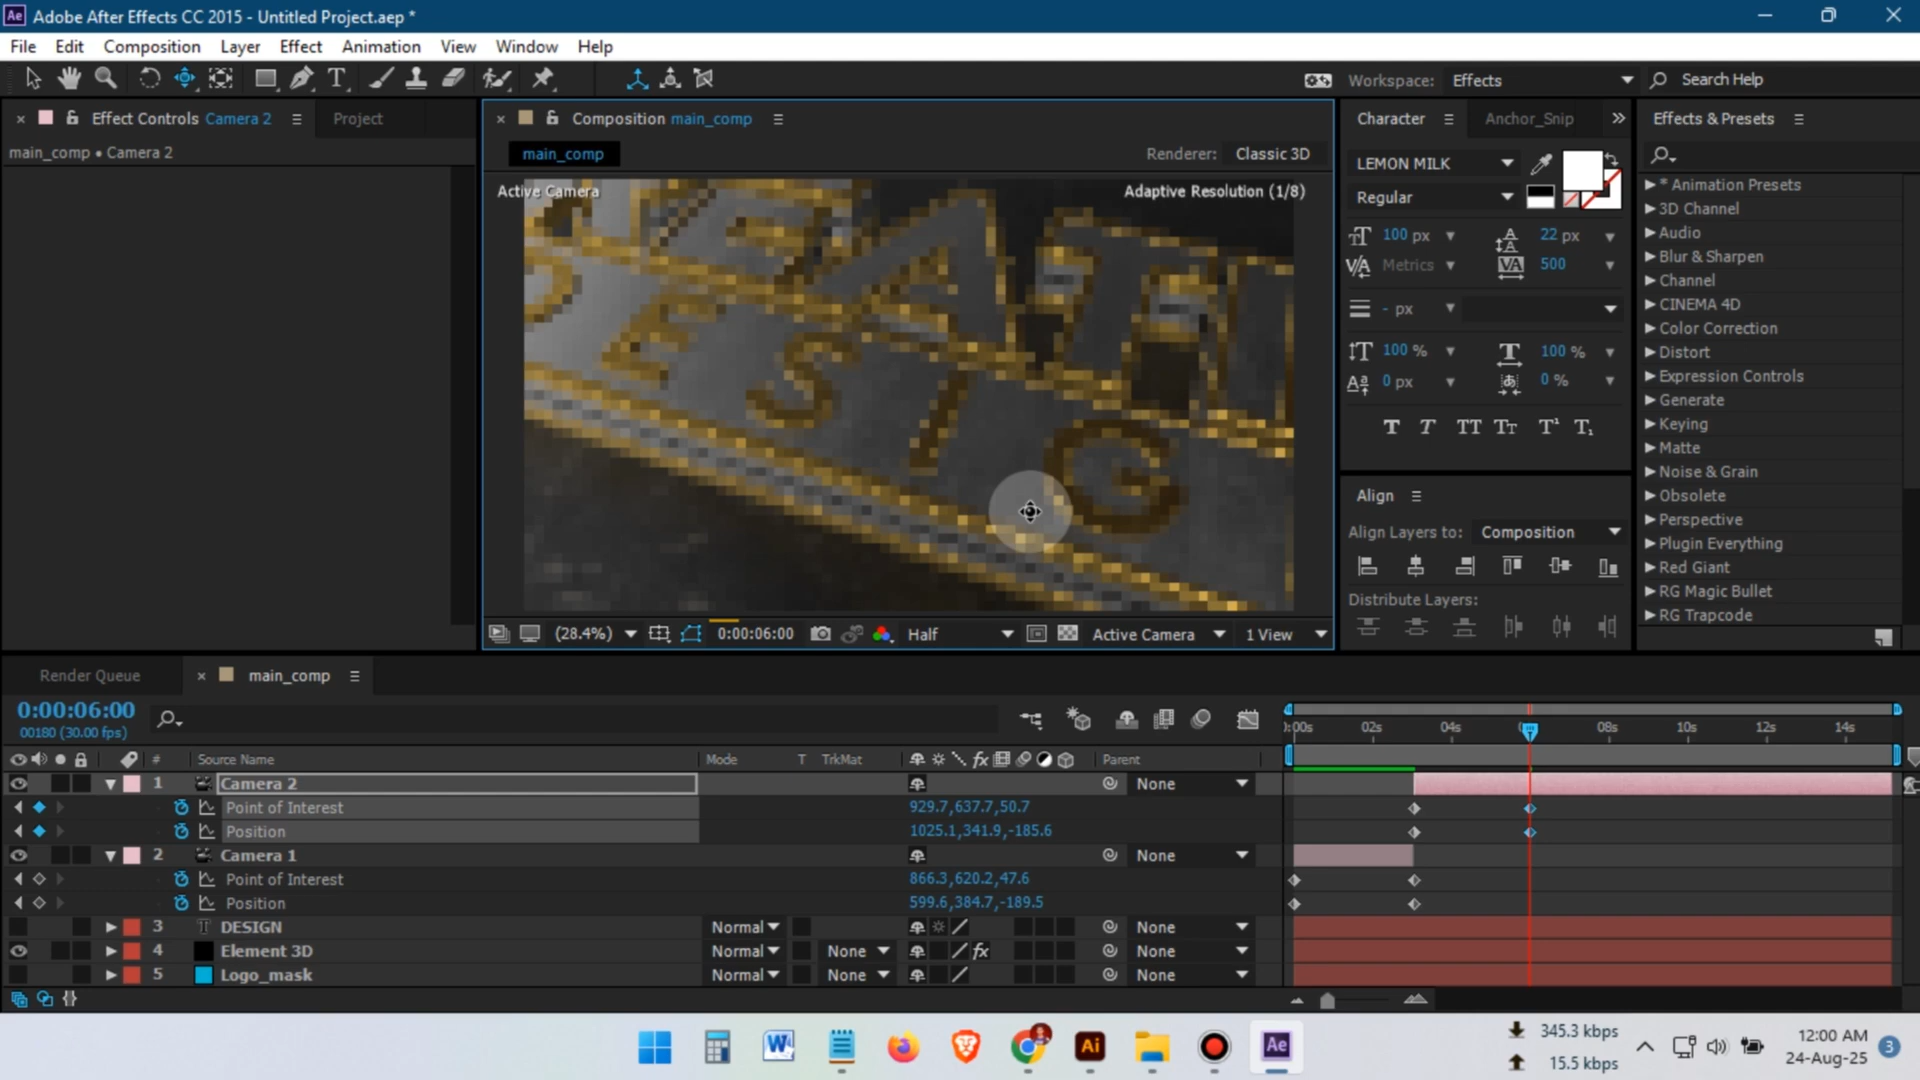 Ae Adobe After Effects CC 2015 - Untitled Project.aep *
File Edit Composition Layer Effect Animation View Window Help
Workspace: Effects Search Help
Effect Controls Camera 2 Project
main_comp • Camera 2
Composition main_comp
main_comp Renderer: Classic 3D
Active Camera Adaptive Resolution (1/8)
DESIG
(28.4%) 0:00:06:00 Half Active Camera 1 View
Character Anchor_Snip
LEMON MILK
Regular
100 px 22 px
Metrics 500
- px
100 % 100 %
0 px 0 %
T T TT TT T¹ T₁
Align
Align Layers to: Composition
Distribute Layers:
Effects & Presets
* Animation Presets
3D Channel
Audio
Blur & Sharpen
Channel
CINEMA 4D
Color Correction
Distort
Expression Controls
Generate
Keying
Matte
Noise & Grain
Obsolete
Perspective
Plugin Everything
Red Giant
RG Magic Bullet
RG Trapcode
Render Queue main_comp
0:00:06:00
00180 (30.00 fps)
:00s 02s 04s 08s 10s 12s 14s
# Source Name Mode T TrkMat Parent
1 Camera 2 None
Point of Interest 929.7,637.7,50.7
Position 1025.1,341.9,-185.6
2 Camera 1 None
Point of Interest 866.3,620.2,47.6
Position 599.6,384.7,-189.5
3 T DESIGN Normal None
4 Element 3D Normal None fx None
5 Logo_mask Normal None None
345.3 kbps
15.5 kbps
12:00 AM
24-Aug-25
3
W Ai Ae